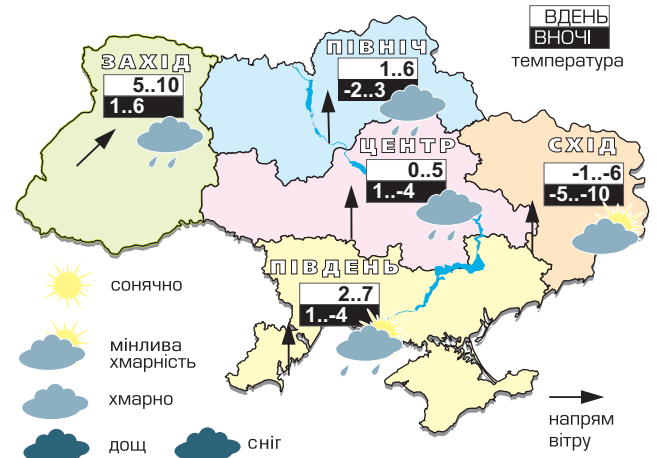 ВДЕНЬ
ВНОЧІ
температура
ЗАХІД
5..10
1..6
ПІВНІЧ
1..6
-2..3
ЦЕНТР
0..5
1..-4
СХІД
-1..-6
-5..-10
ПІВДЕНЬ
2..7
1..-4
сонячно
мінлива
хмарність
хмарно
дощ
сніг
напрям
вітру